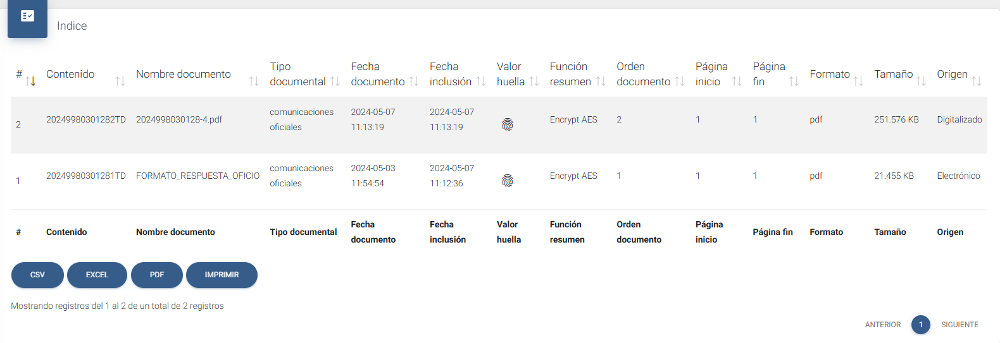 Indice
# Contenido Nombre documento Tipo documental Fecha documento Fecha inclusión Valor huella Función resumen Orden documento Página inicio Página fin Formato Tamaño Origen
2 20249980301282TD 2024998030128-4.pdf comunicaciones oficiales 2024-05-07 11:13:19 2024-05-07 11:13:19 Encrypt AES 2 1 1 pdf 251.576 KB Digitalizado
1 20249980301281TD FORMATO_RESPUESTA_OFICIO comunicaciones oficiales 2024-05-03 11:54:54 2024-05-07 11:12:36 Encrypt AES 1 1 1 pdf 21.455 KB Electrónico
# Contenido Nombre documento Tipo documental Fecha documento Fecha inclusión Valor huella Función resumen Orden documento Página inicio Página fin Formato Tamaño Origen
CSV EXCEL PDF IMPRIMIR
Mostrando registros del 1 al 2 de un total de 2 registros
ANTERIOR 1 SIGUIENTE